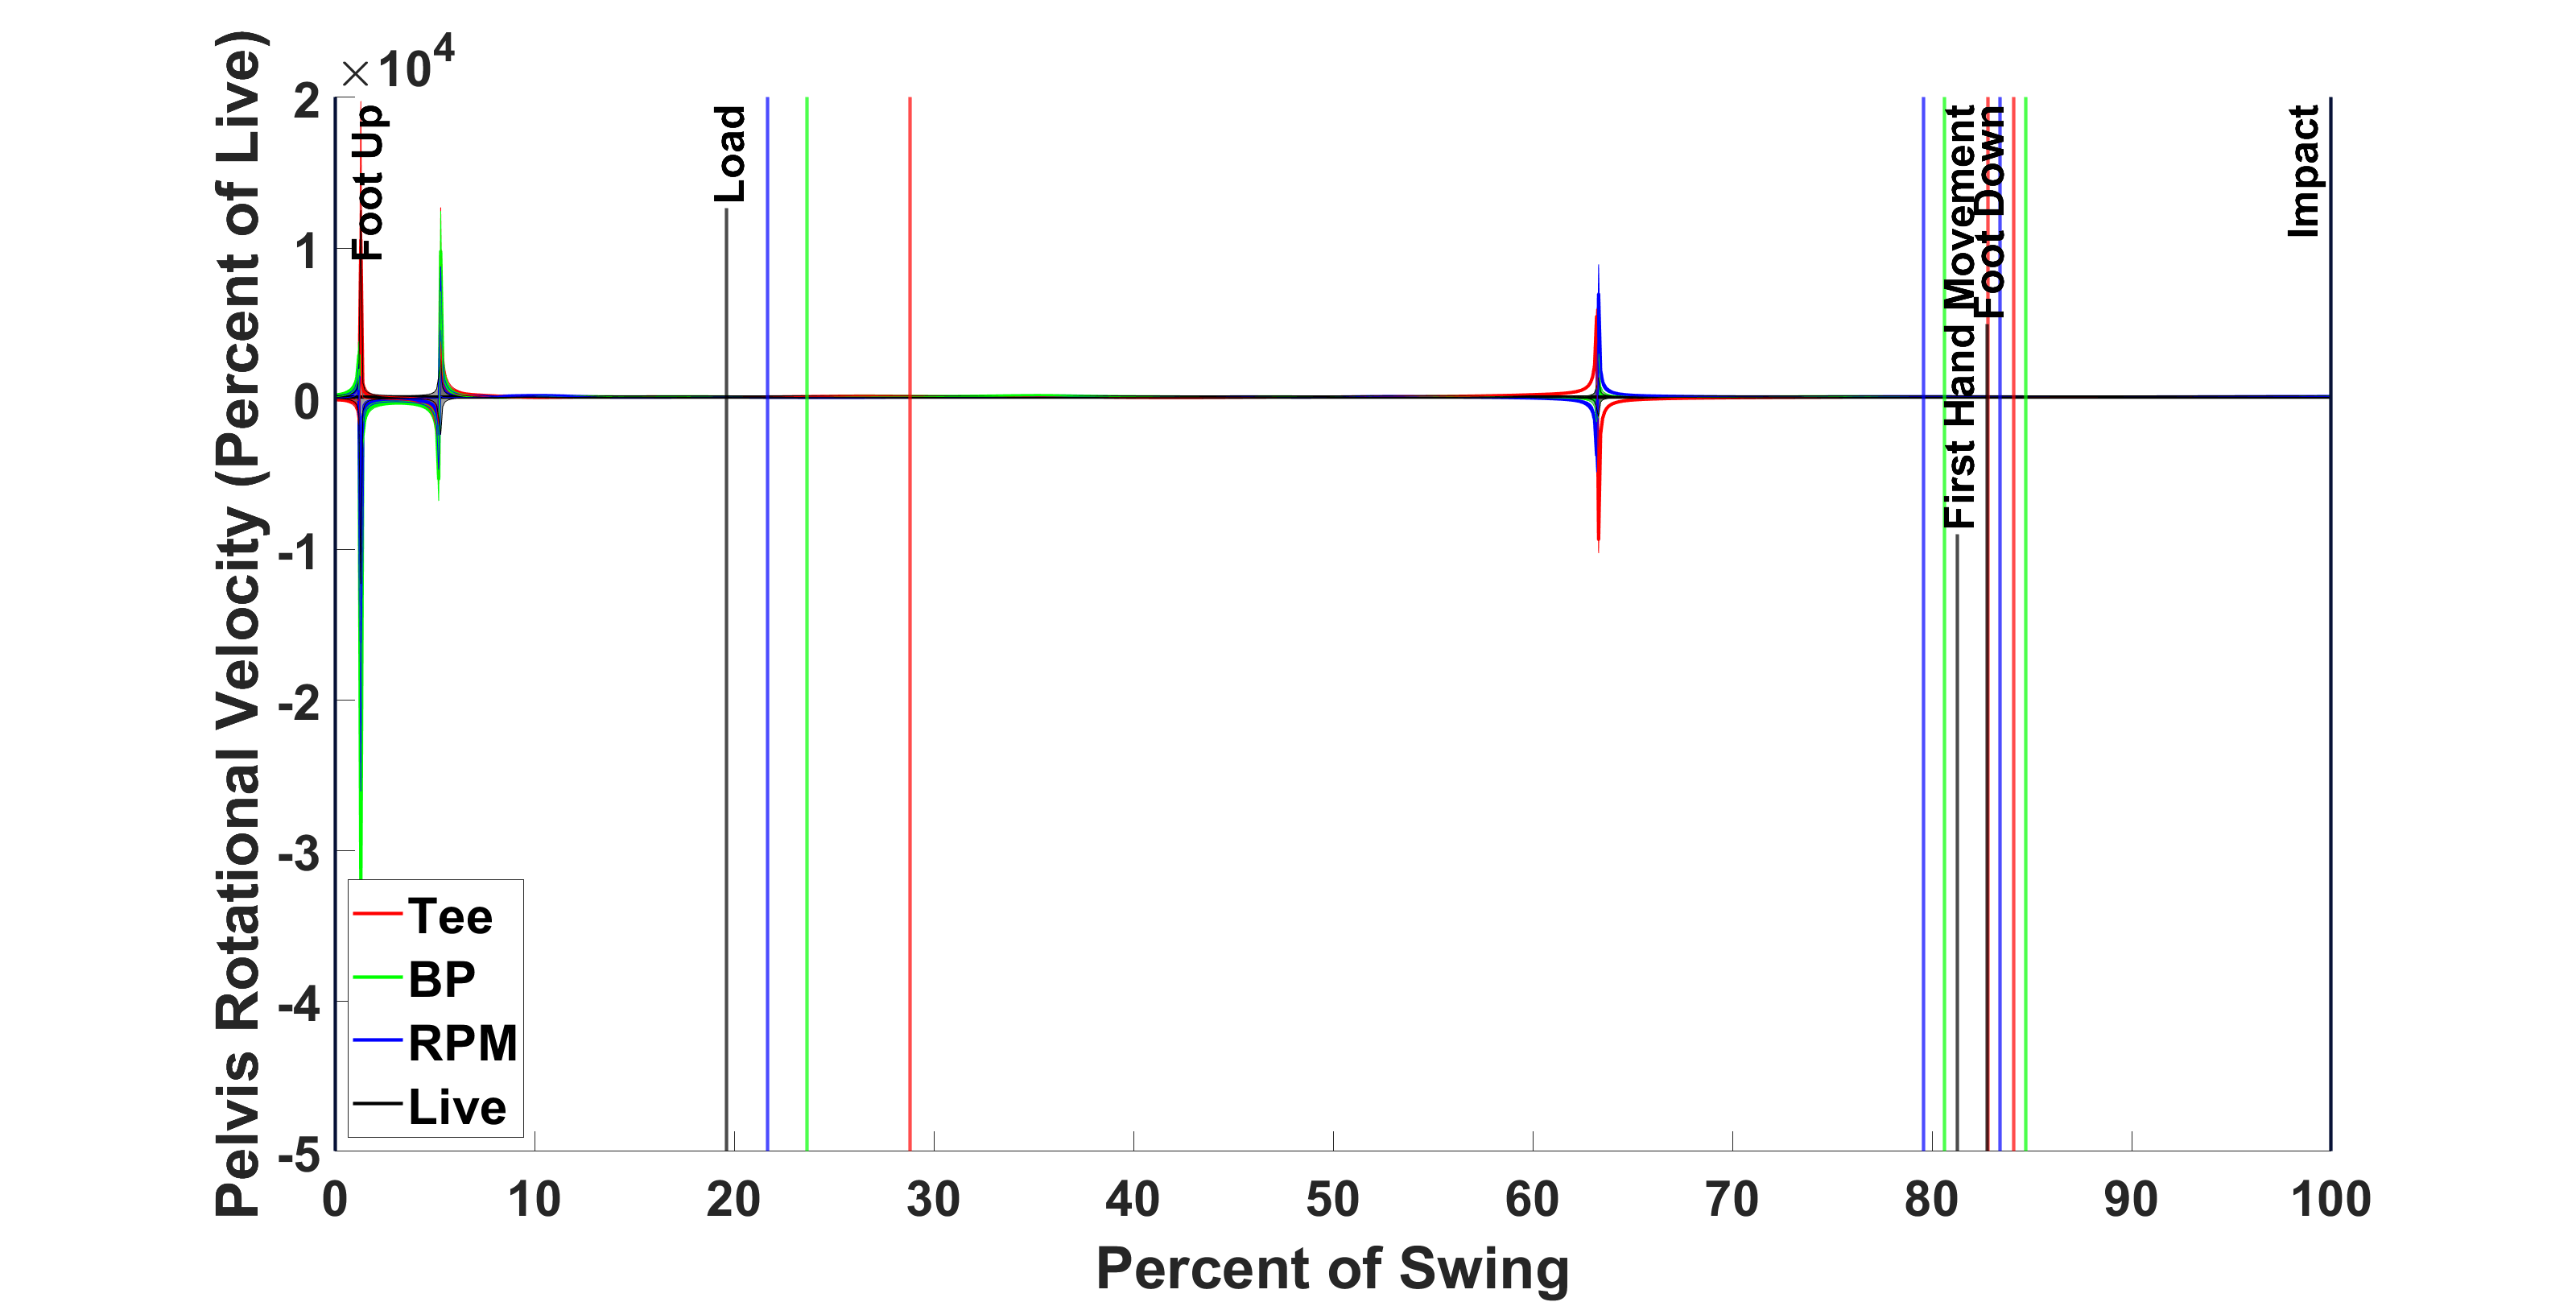 ×10⁴
2
1
0
-1
-2
-3
-4
-5
Pelvis Rotational Velocity (Percent of Live)
Foot Up
Load
First Hand Movement
Foot Down
Impact
Tee
BP
RPM
Live
0 10 20 30 40 50 60 70 80 90 100
Percent of Swing